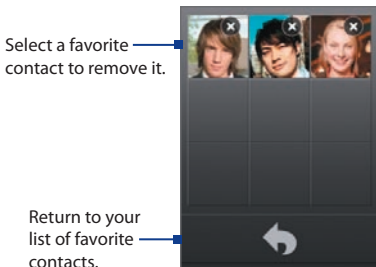 Select a favorite
contact to remove it.
Return to your
list of favorite
contacts.